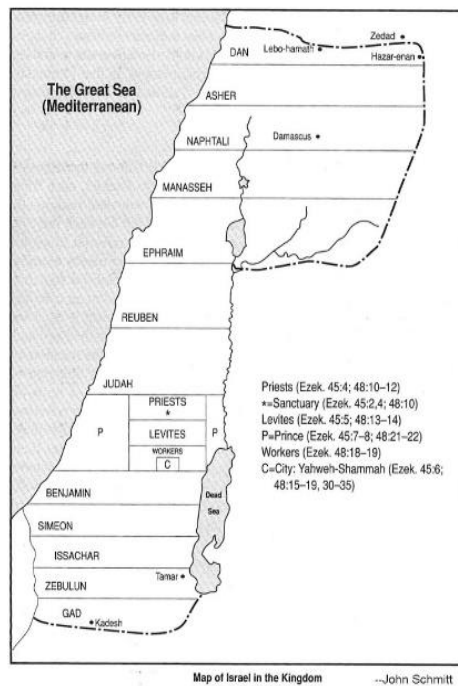 Zedad
DAN
Lebo-hamath
Hazar-enan
The Great Sea
(Mediterranean)
ASHER
NAPHTALI
Damascus
MANASSEH
EPHRAIM
REUBEN
JUDAH
PRIESTS
*
P
LEVITES
P
WORKERS
C
Priests (Ezek. 45:4; 48:10–12)
*=Sanctuary (Ezek. 45:2,4; 48:10)
Levites (Ezek. 45:5; 48:13–14)
P=Prince (Ezek. 45:7–8; 48:21–22)
Workers (Ezek. 48:18–19)
C=City: Yahweh-Shammah (Ezek. 45:6;
48:15–19, 30–35)
BENJAMIN
Dead
Sea
SIMEON
ISSACHAR
Tamar
ZEBULUN
GAD
Kadesh
Map of Israel in the Kingdom
--John Schmitt